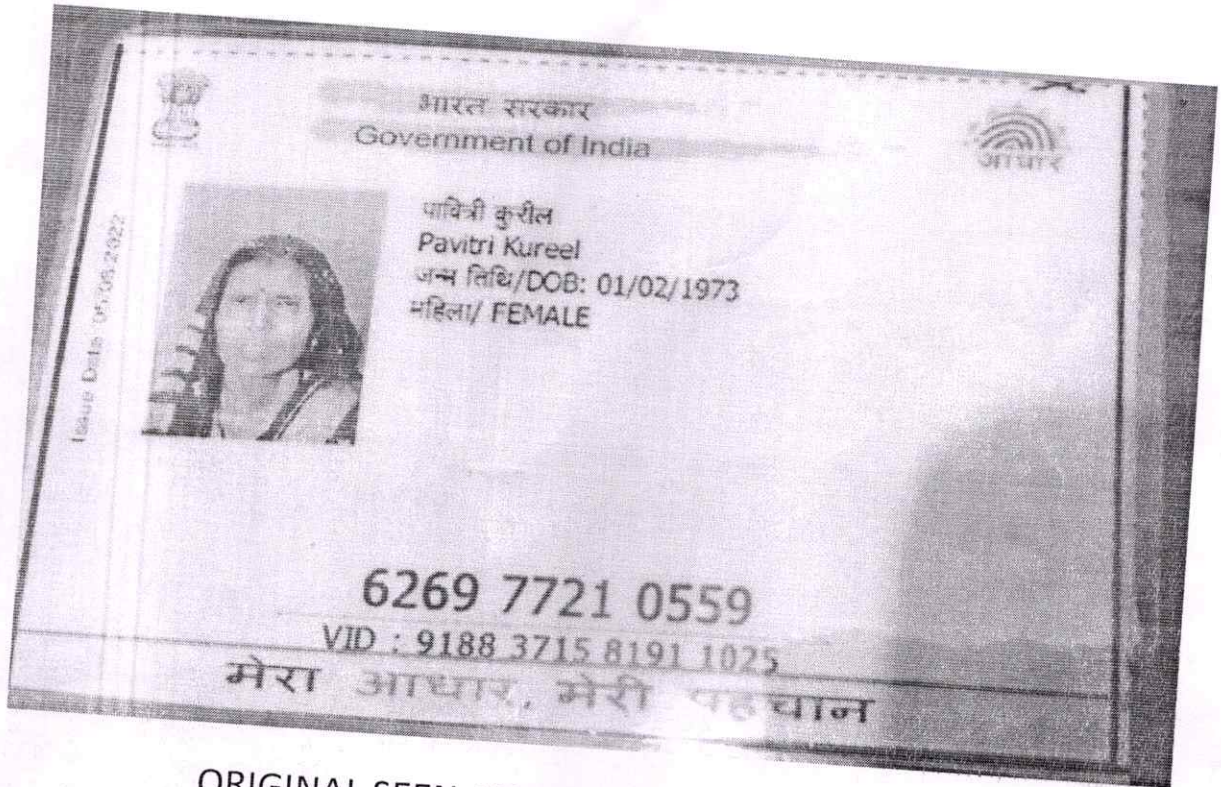 भारत सरकार
Government of India
आधार
पावित्री कुरील
Pavitri Kureel
जन्म तिथि/DOB: 01/02/1973
महिला/ FEMALE
Issue Date
6269 7721 0559
VID : 9188 3715 8191 1025
मेरा आधार, मेरी पहचान
ORIGINAL SEEN